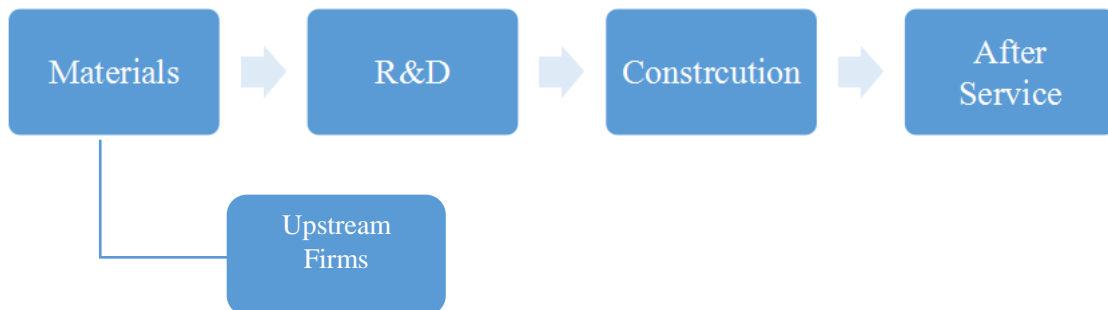 Materials
R&D
Constrcution
After
Service
Upstream
Firms